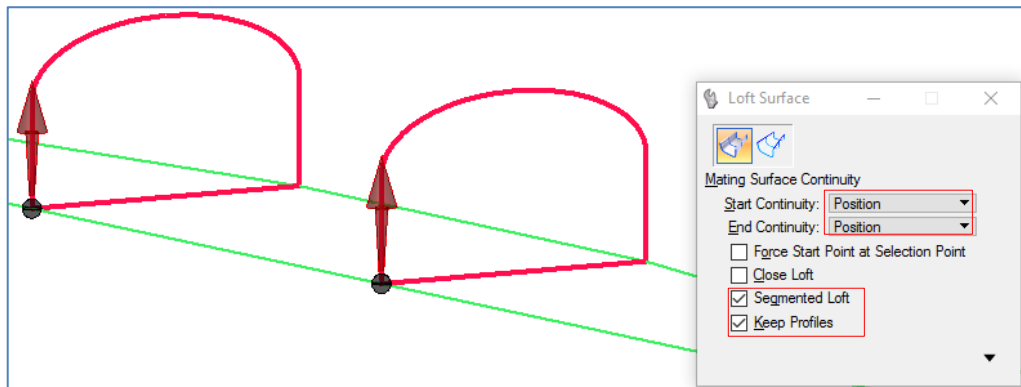 Loft Surface
Mating Surface Continuity
Start Continuity: Position
End Continuity: Position
Force Start Point at Selection Point
Close Loft
Segmented Loft
Keep Profiles